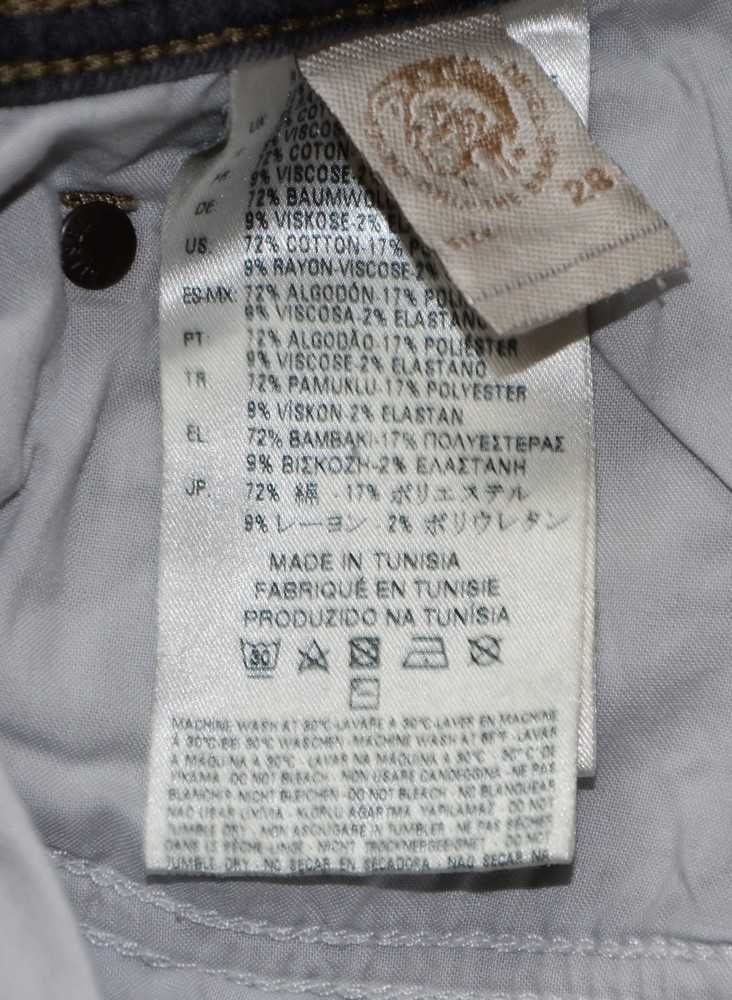 28
SIZE
UK
72% COTON
9% VISCOSE-2%
DE: 72% BAUMWOL
9% VISKOSE-2%
US: 72% COTTON-17%
9% RAYON-VISCOSE-2%
ES-MX: 72% ALGODÓN-17% POLI
9% VISCOSA-2% ELASTANO
PT: 72% ALGODÃO-17% POLIÉSTER
9% VISCOSE-2% ELASTANO
TR: 72% PAMUKLU-17% POLYESTER
9% VİSKON-2% ELASTAN
EL: 72% ΒΑΜΒΑΚΙ-17% ΠΟΛΥΕΣΤΕΡΑΣ
9% ΒΙΣΚΟΖΗ-2% ΕΛΑΣΤΑΝΗ
JP: 72% 綿 - 17% ポリエステル
9% レーヨン - 2% ポリウレタン
MADE IN TUNISIA
FABRIQUÉ EN TUNISIE
PRODUZIDO NA TUNÍSIA
30
MACHINE WASH AT 30°C-LAVARE A 30°C-LAVER EN MACHINE
À 30°C-BEI 30°C WASCHEN-MACHINE WASH AT 85°F- LAVAR
A MÁQUINA A 30°C - LAVAR NA MÁQUINA A 30°C - 30°C'DE
YIKAMA -DO NOT BLEACH - NON USARE CANDEGGINA -NE PAS
BLANCHIR-NICHT BLEICHEN -DO NOT BLEACH-NO BLANQUEAR
NÃO USAR LIXIVIA - KLORLU AGARTMA YAPILAMAZ -DO NOT
TUMBLE DRY - NON ASCIUGARE IN TUMBLER -NE PAS SÉCHER
DANS LE SÈCHE-LINGE- NICHT TROCKNERGEEIGNET -DO NOT
TUMBLE DRY -NO SECAR EN SECADORA - NÃO SECAR NA